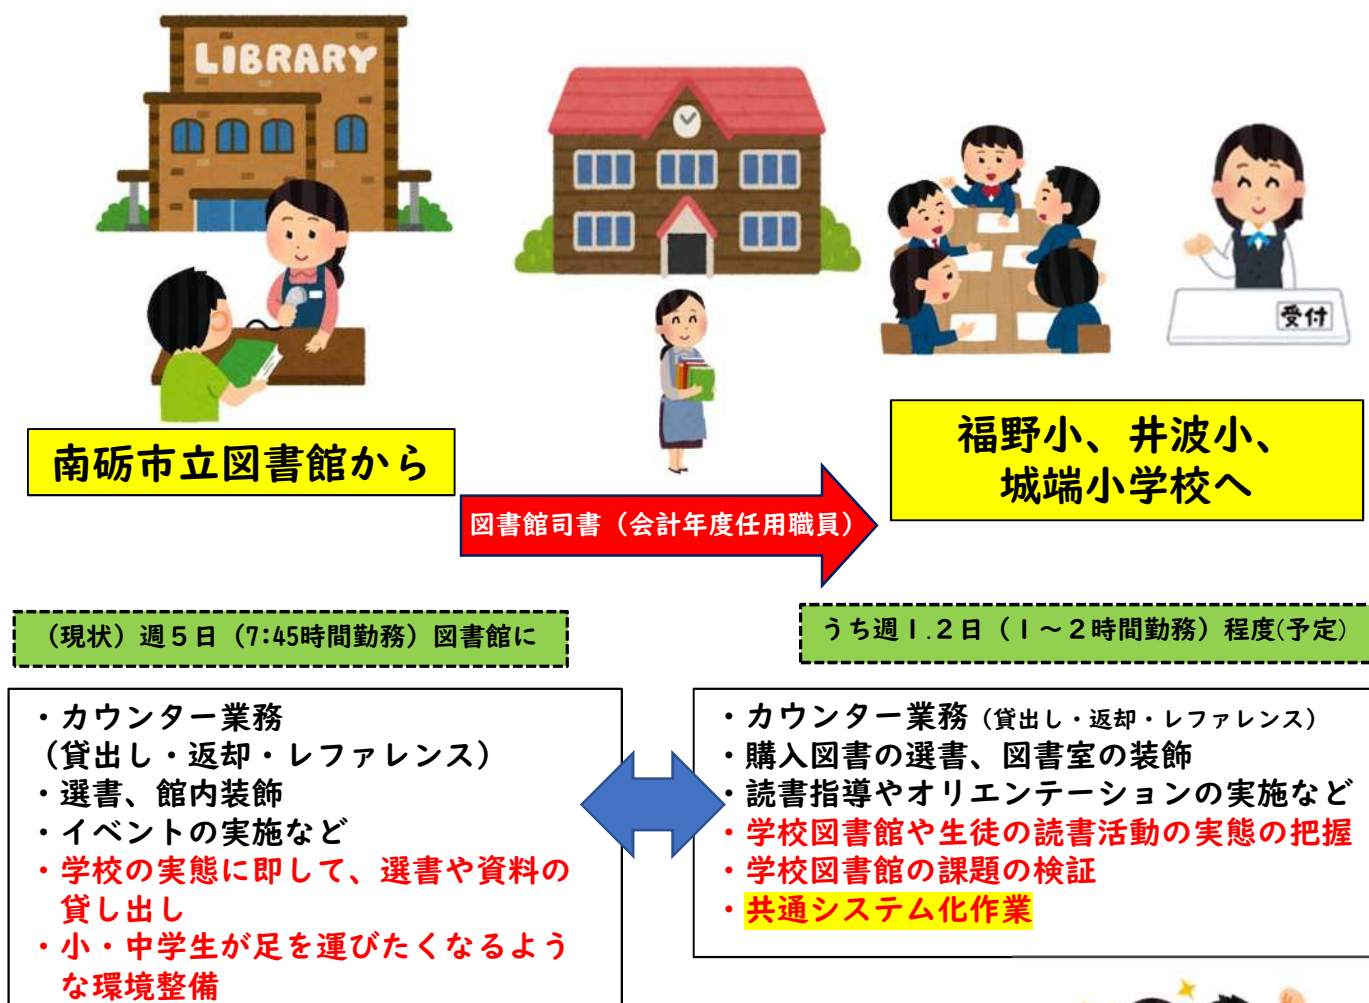 LIBRARY
受付
南砺市立図書館から
福野小、井波小、
城端小学校へ
図書館司書（会計年度任用職員）
（現状）週５日（7:45時間勤務）図書館に
うち週１.２日（１～２時間勤務）程度(予定)
・カウンター業務
（貸出し・返却・レファレンス）
・選書、館内装飾
・イベントの実施など
・学校の実態に即して、選書や資料の
貸し出し
・小・中学生が足を運びたくなるよう
な環境整備
・カウンター業務（貸出し・返却・レファレンス）
・購入図書の選書、図書室の装飾
・読書指導やオリエンテーションの実施など
・学校図書館や生徒の読書活動の実態の把握
・学校図書館の課題の検証
・共通システム化作業